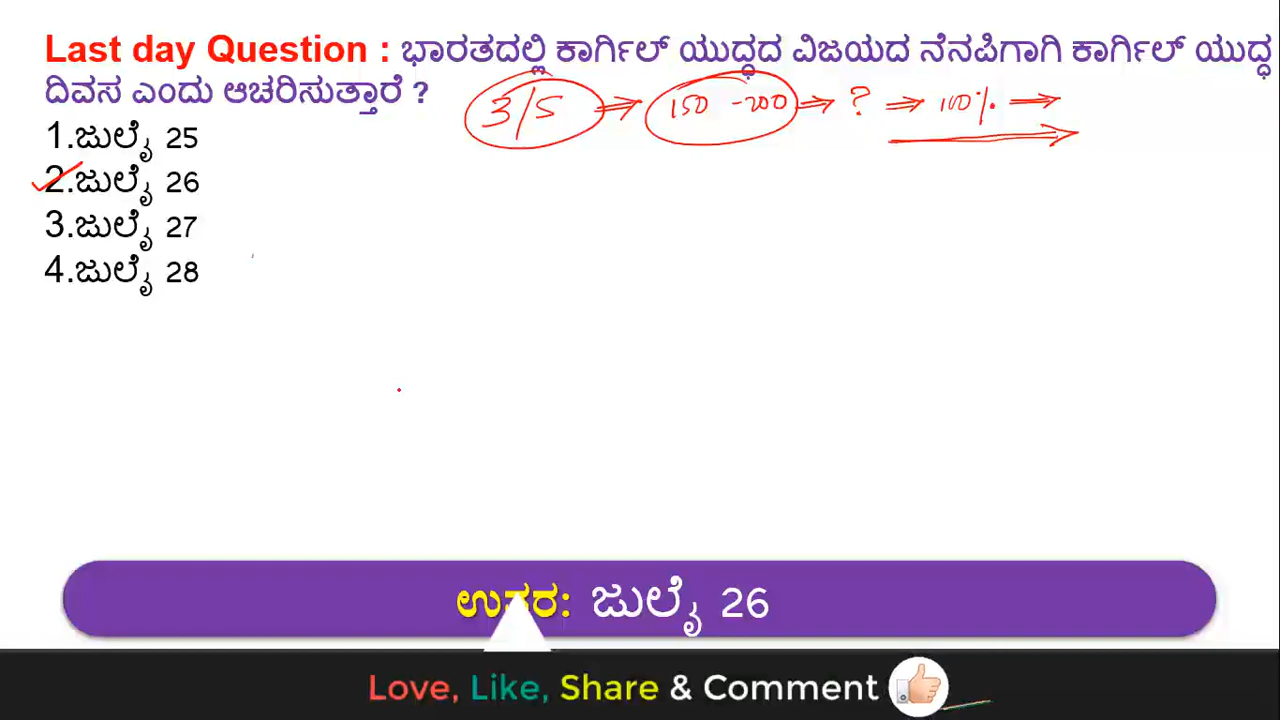 Last day Question : ಭಾರತದಲ್ಲಿ ಕಾರ್ಗಿಲ್ ಯುದ್ಧದ ವಿಜಯದ ನೆನಪಿಗಾಗಿ ಕಾರ್ಗಿಲ್ ಯುದ್ಧ
ದಿವಸ ಎಂದು ಆಚರಿಸುತ್ತಾರೆ ?
3/5 ⇒ 150 -200 ⇒ ? ⇒ 100% ⇒
1.ಜುಲೈ 25
2.ಜುಲೈ 26
3.ಜುಲೈ 27
4.ಜುಲೈ 28
ಉತ್ತರ: ಜುಲೈ 26
Love, Like, Share & Comment